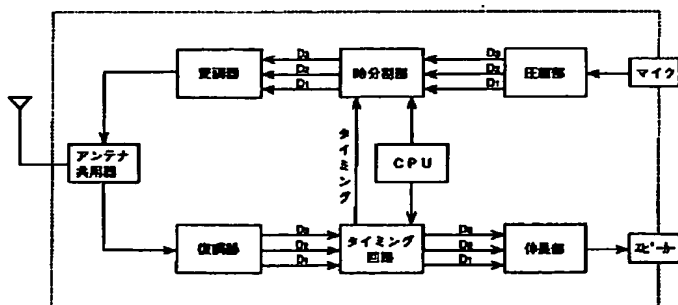 D3
D2
D1
変調器
D3
D2
D1
時分割部
圧縮部
マイク
タイミング
アンテナ
共用器
CPU
復調器
D3
D2
D1
タイミング
回路
D3
D2
D1
伸長部
スピーカー